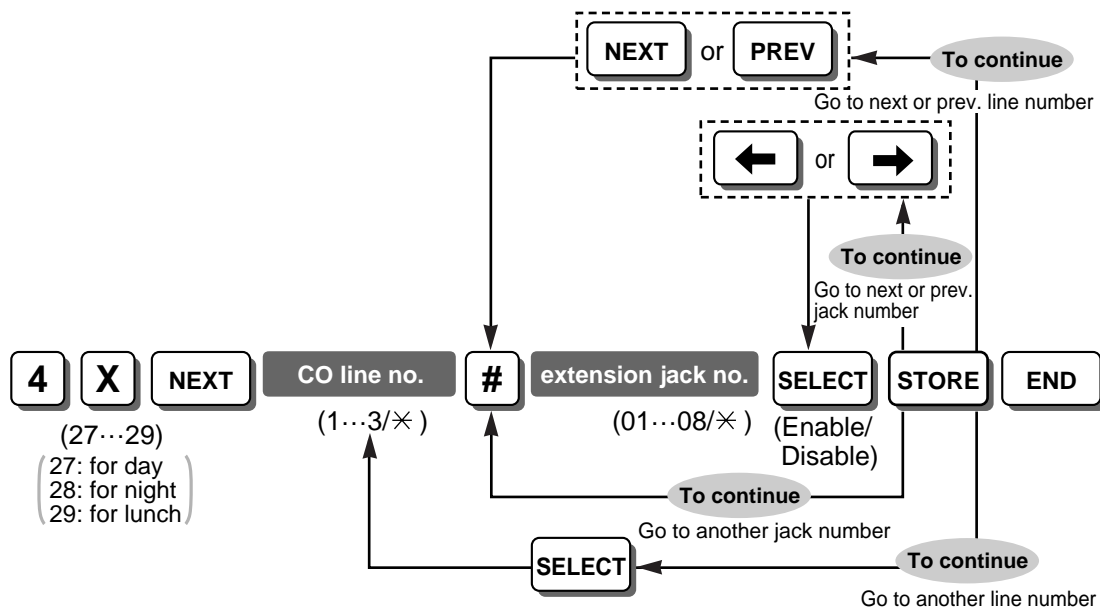 NEXT or PREV
To continue
Go to next or prev. line number
or
To continue
Go to next or prev.
jack number
4 X NEXT CO line no. # extension jack no. SELECT STORE END
(27···29)
(1···3/✳)
(01···08/✳)
(Enable/
Disable)
27: for day
28: for night
29: for lunch
To continue
Go to another jack number
SELECT
To continue
Go to another line number